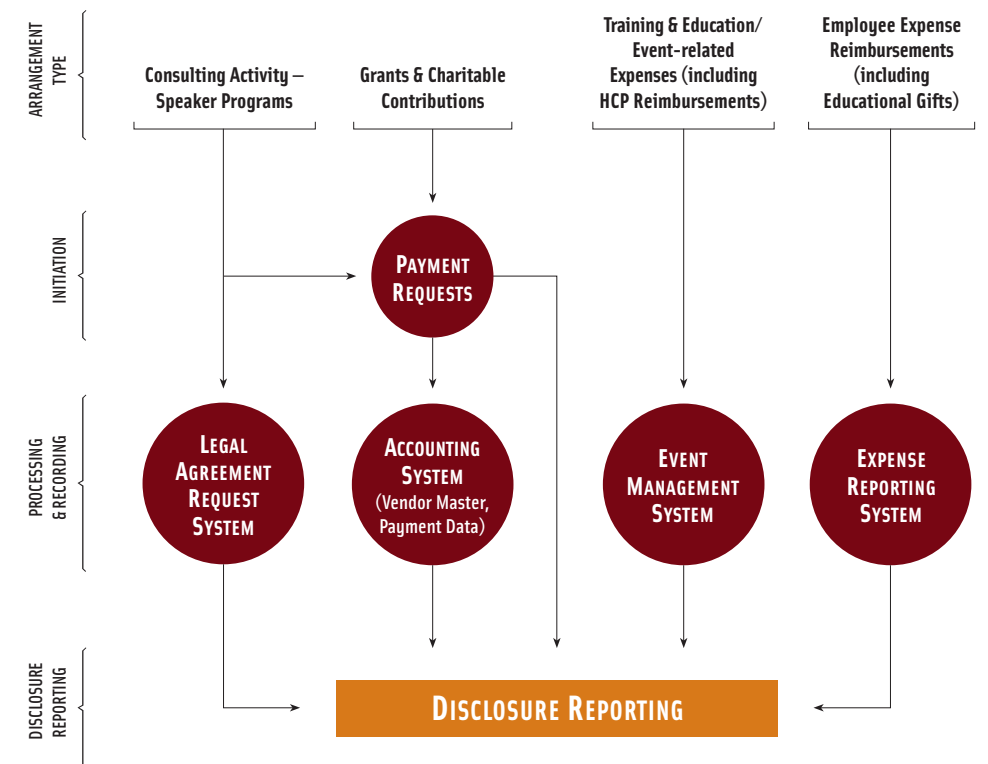 ARRANGEMENT
TYPE
Consulting Activity –
Speaker Programs
Grants & Charitable
Contributions
Training & Education/
Event-related
Expenses (including
HCP Reimbursements)
Employee Expense
Reimbursements
(including
Educational Gifts)
INITIATION
PAYMENT
REQUESTS
PROCESSING
& RECORDING
LEGAL
AGREEMENT
REQUEST
SYSTEM
ACCOUNTING
SYSTEM
(Vendor Master,
Payment Data)
EVENT
MANAGEMENT
SYSTEM
EXPENSE
REPORTING
SYSTEM
DISCLOSURE
REPORTING
DISCLOSURE REPORTING